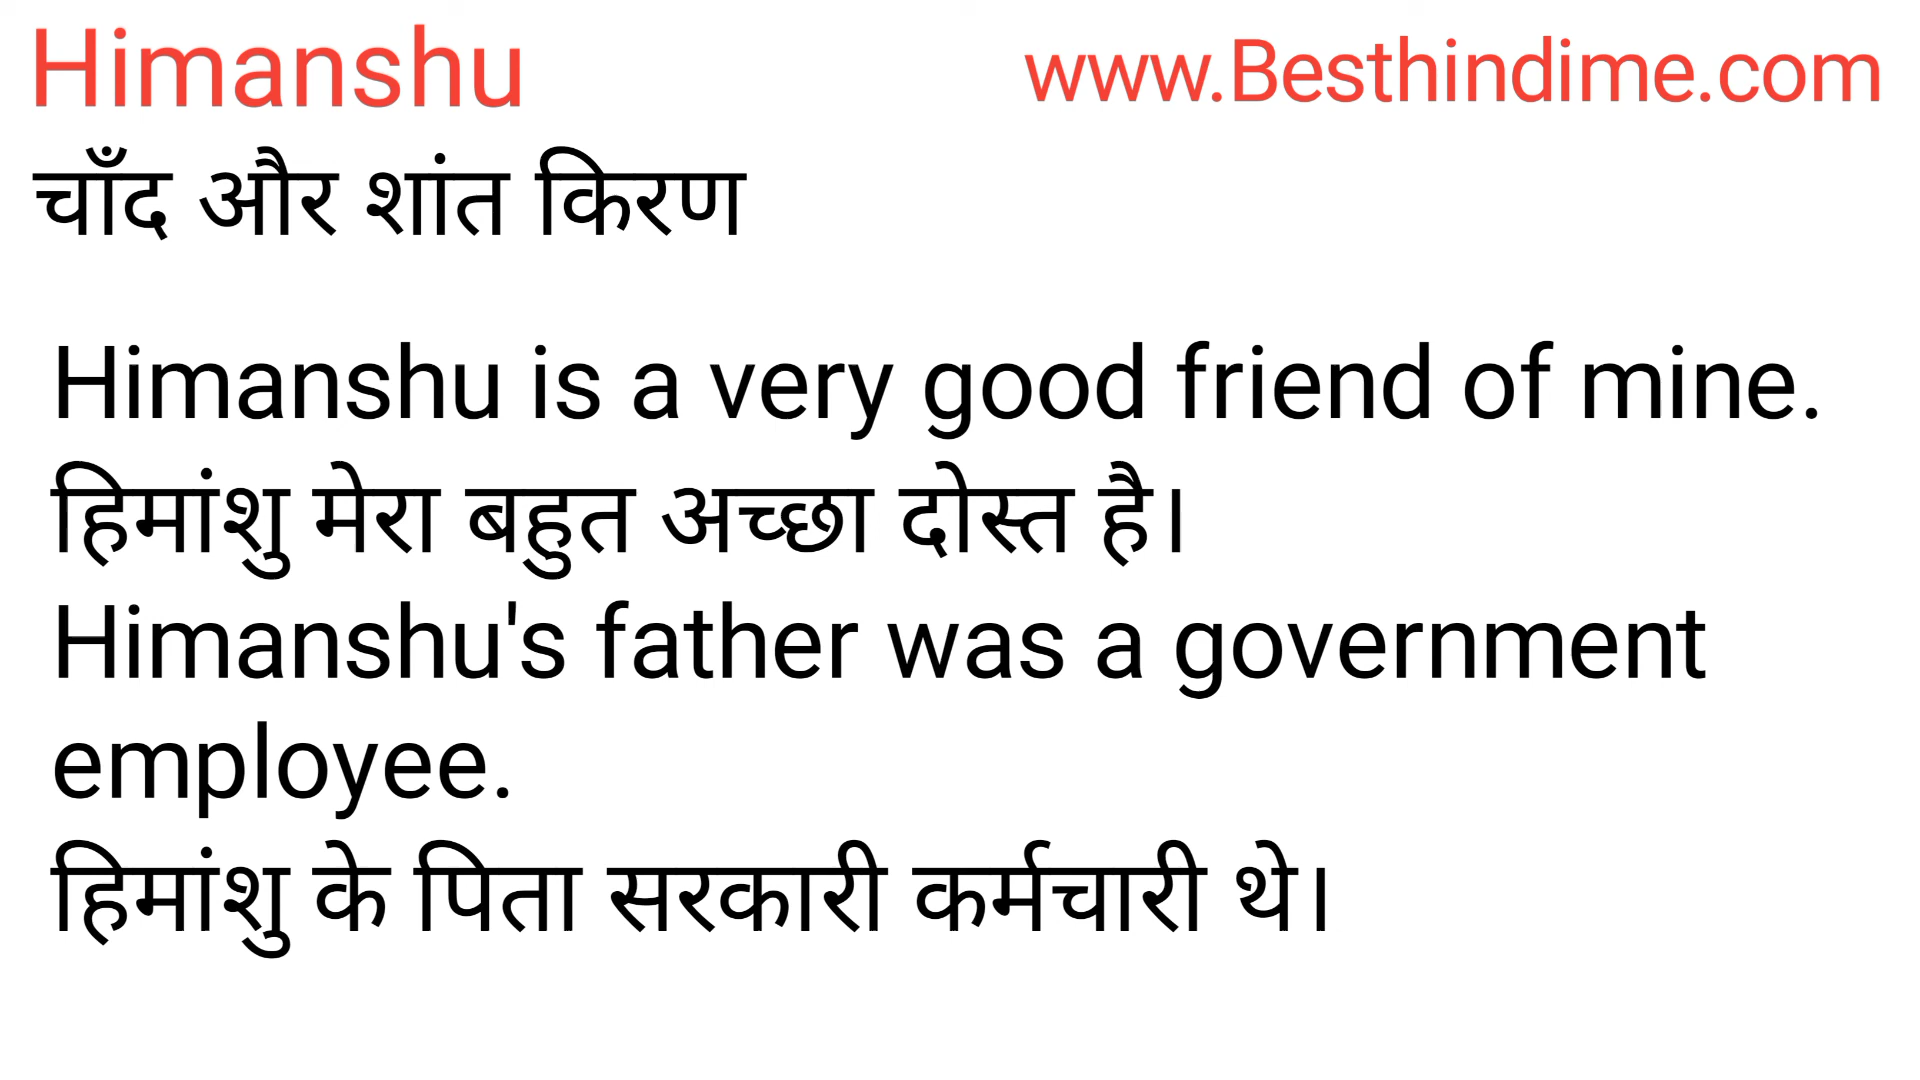 Himanshu
www.Besthindime.com
चाँद और शांत किरण
Himanshu is a very good friend of mine.
हिमांशु मेरा बहुत अच्छा दोस्त है।
Himanshu's father was a government
employee.
हिमांशु के पिता सरकारी कर्मचारी थे।